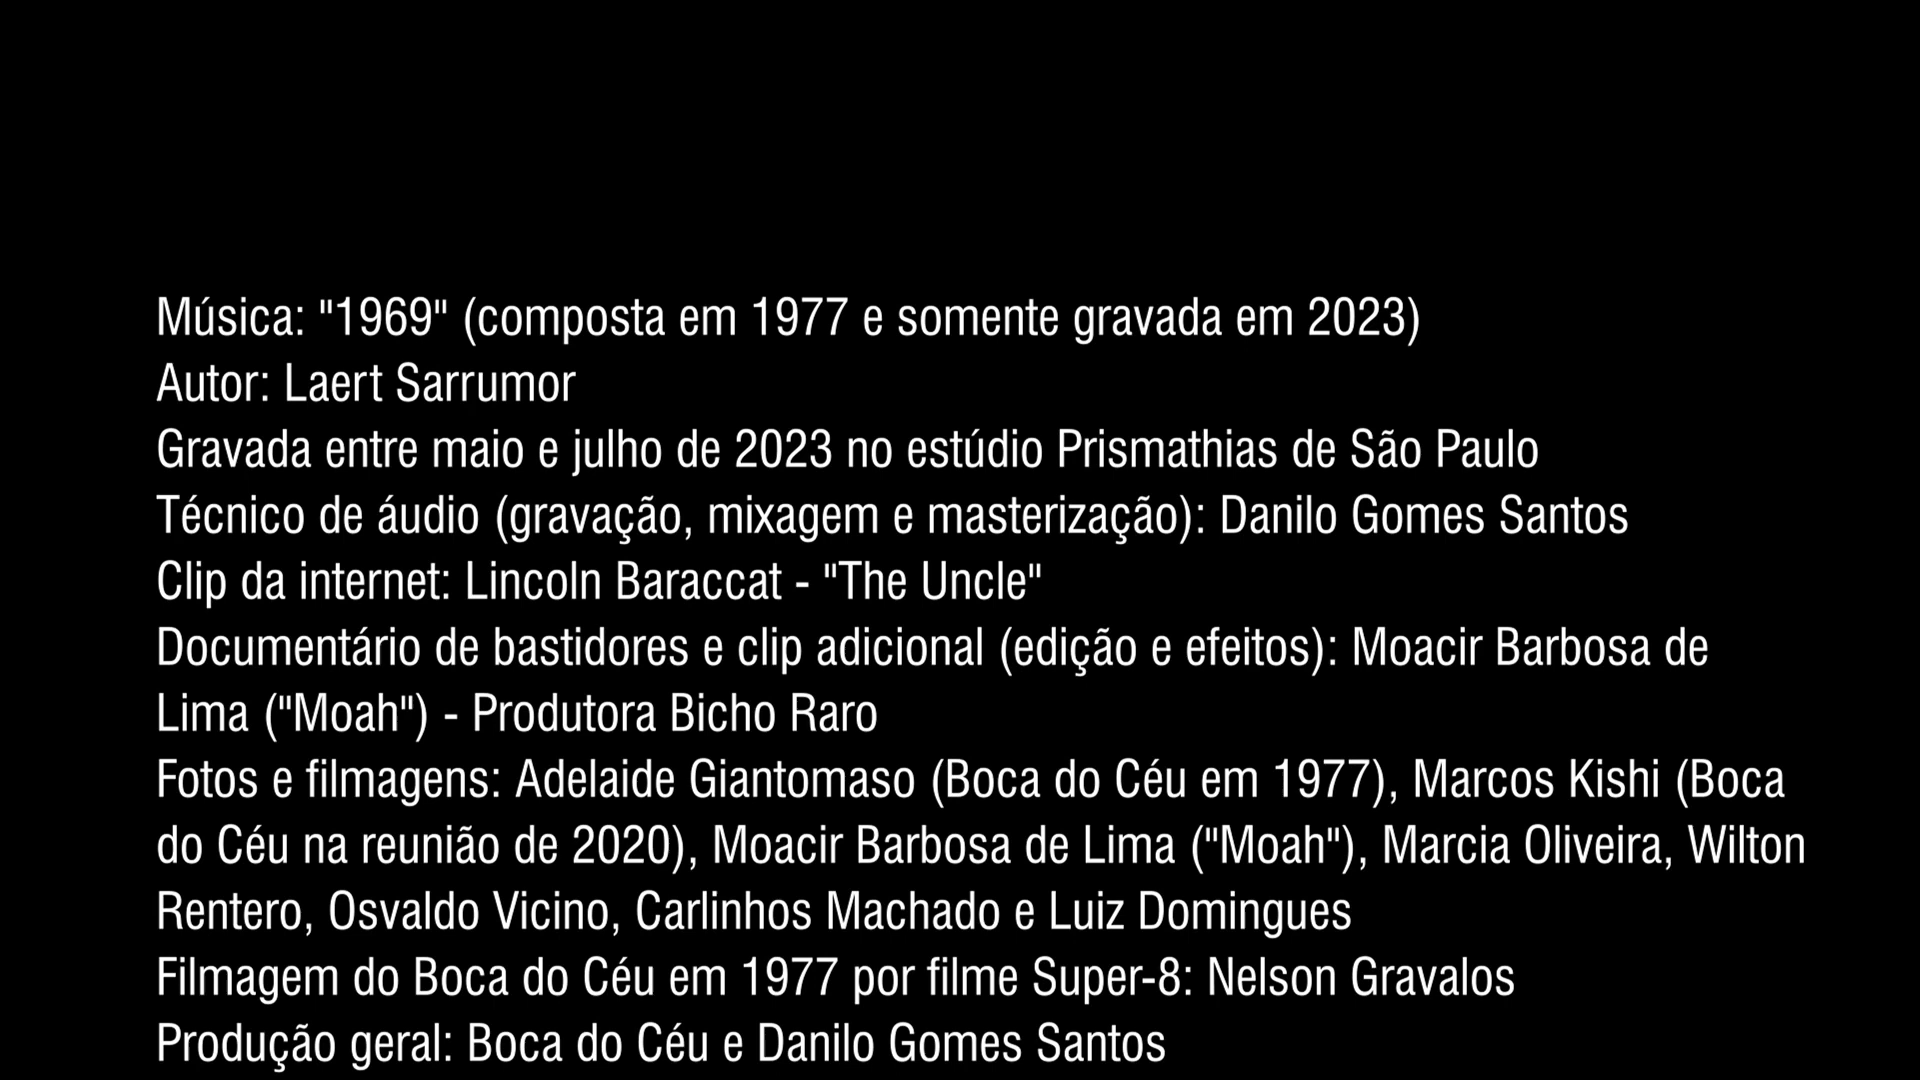 Música: "1969" (composta em 1977 e somente gravada em 2023)
Autor: Laert Sarrumor
Gravada entre maio e julho de 2023 no estúdio Prismathias de São Paulo
Técnico de áudio (gravação, mixagem e masterização): Danilo Gomes Santos
Clip da internet: Lincoln Baraccat - "The Uncle"
Documentário de bastidores e clip adicional (edição e efeitos): Moacir Barbosa de
Lima ("Moah") - Produtora Bicho Raro
Fotos e filmagens: Adelaide Giantomaso (Boca do Céu em 1977), Marcos Kishi (Boca
do Céu na reunião de 2020), Moacir Barbosa de Lima ("Moah"), Marcia Oliveira, Wilton
Rentero, Osvaldo Vicino, Carlinhos Machado e Luiz Domingues
Filmagem do Boca do Céu em 1977 por filme Super-8: Nelson Gravalos
Produção geral: Boca do Céu e Danilo Gomes Santos